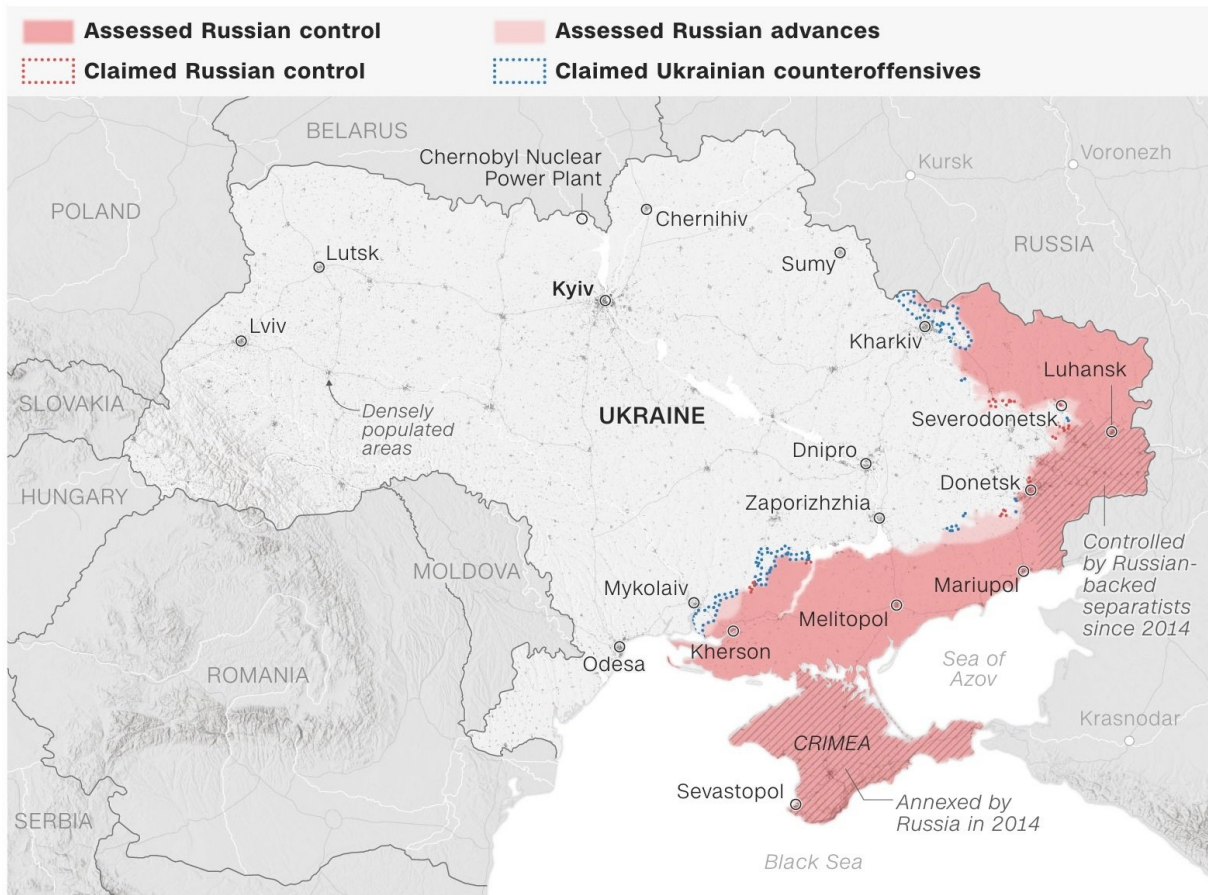 Assessed Russian control
Assessed Russian advances
Claimed Russian control
Claimed Ukrainian counteroffensives
BELARUS
Chernobyl Nuclear
Power Plant
Kursk
Voronezh
POLAND
Chernihiv
RUSSIA
Lutsk
Sumy
Kyiv
Lviv
Kharkiv
Luhansk
SLOVAKIA
Densely
populated
areas
UKRAINE
Severodonetsk
Dnipro
HUNGARY
Donetsk
Zaporizhzhia
Controlled
by Russian-
backed
separatists
since 2014
MOLDOVA
Mykolaiv
Mariupol
Melitopol
Kherson
Odesa
Sea of
Azov
ROMANIA
Krasnodar
CRIMEA
Sevastopol
Annexed by
Russia in 2014
SERBIA
Black Sea